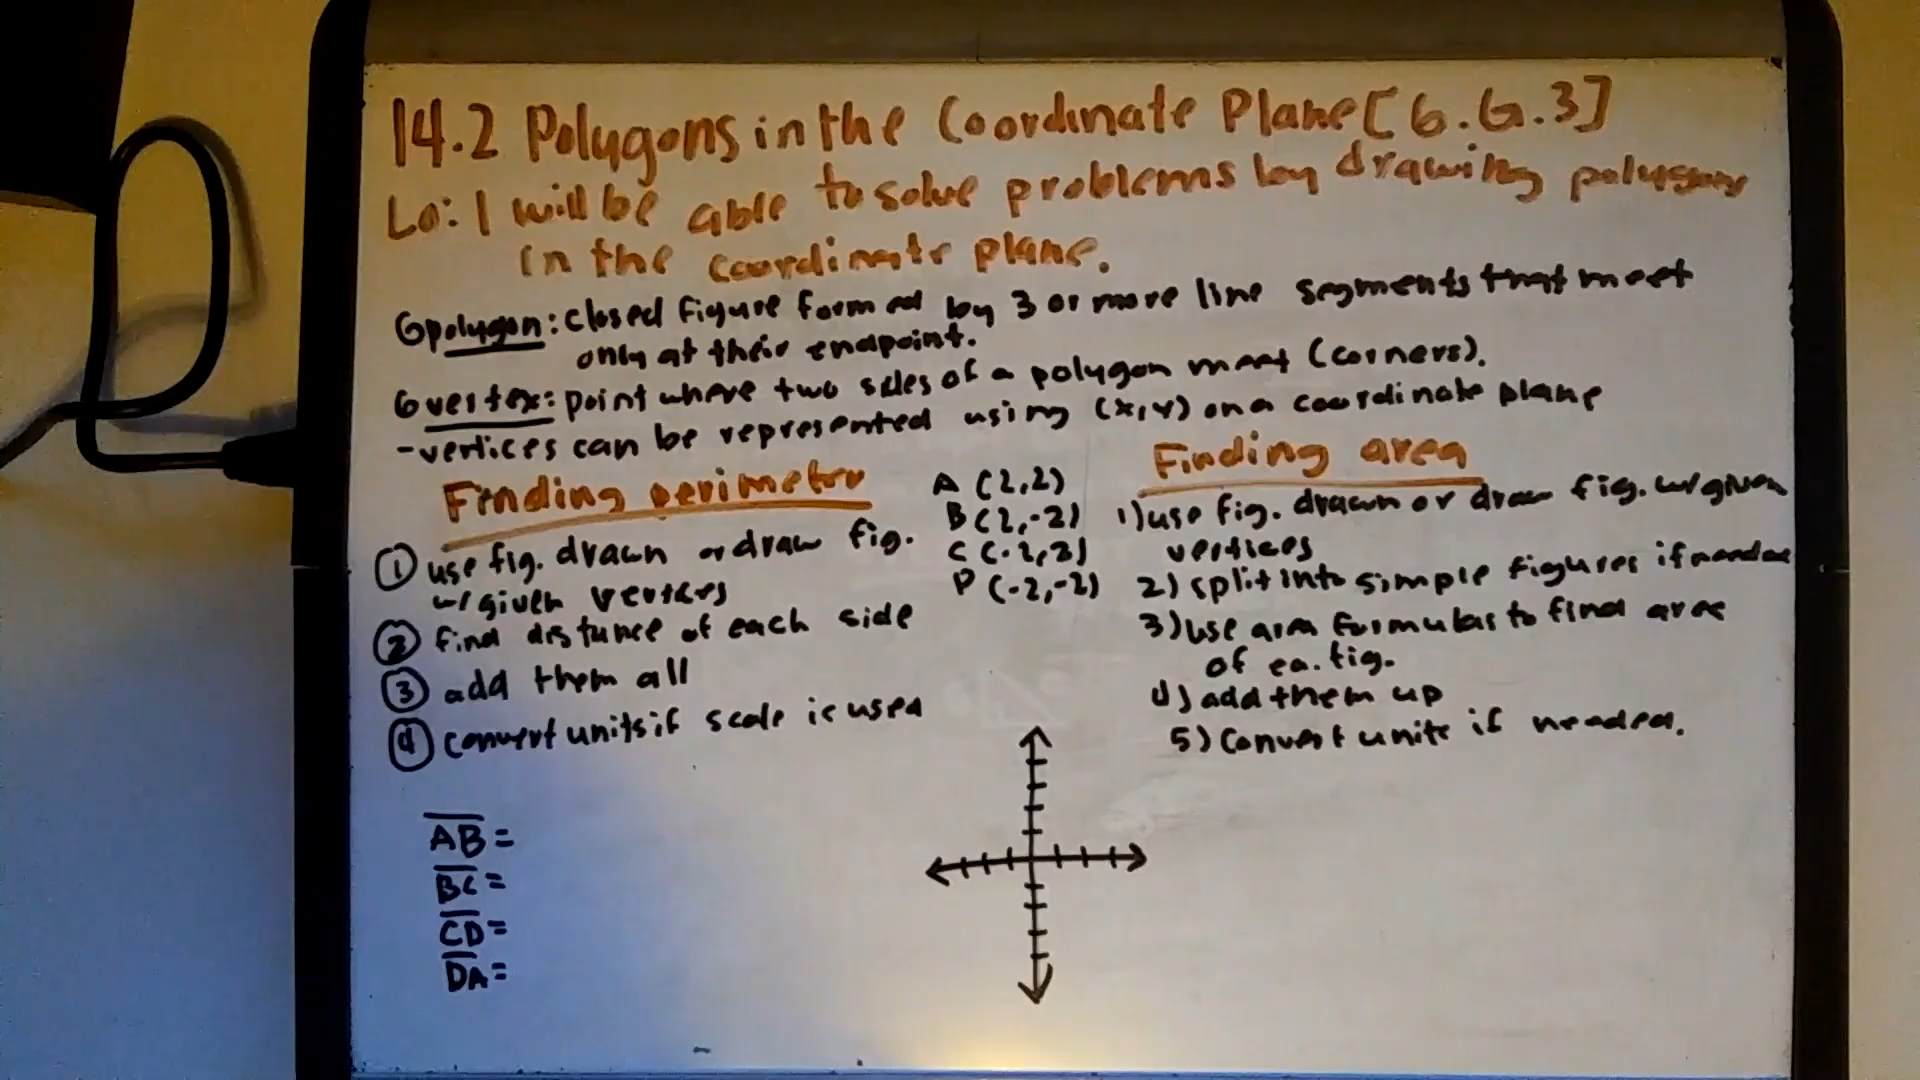 14.2 Polygons in the Coordinate Plane [6.G.3]
LO: I will be able to solve problems by drawing polygons
in the coordinate plane.
polygon: closed figure formed by 3 or more line segments that meet
only at their endpoint.
vertex: point where two sides of a polygon meet (corners).
-vertices can be represented using (x,y) on a coordinate plane
Finding perimeter
① use fig. drawn or draw fig.
w/ given vertices
② find distance of each side
③ add them all
④ convert units if scale is used
A (2,2)
B (2,-2)
C (-2,2)
D (-2,-2)
Finding area
1) use fig. drawn or draw fig. w/ given
vertices
2) split into simple figures if needed
3) use area formulas to find area
of ea. fig.
4) add them up
5) Convert units if needed.
AB =
BC =
CD =
DA =